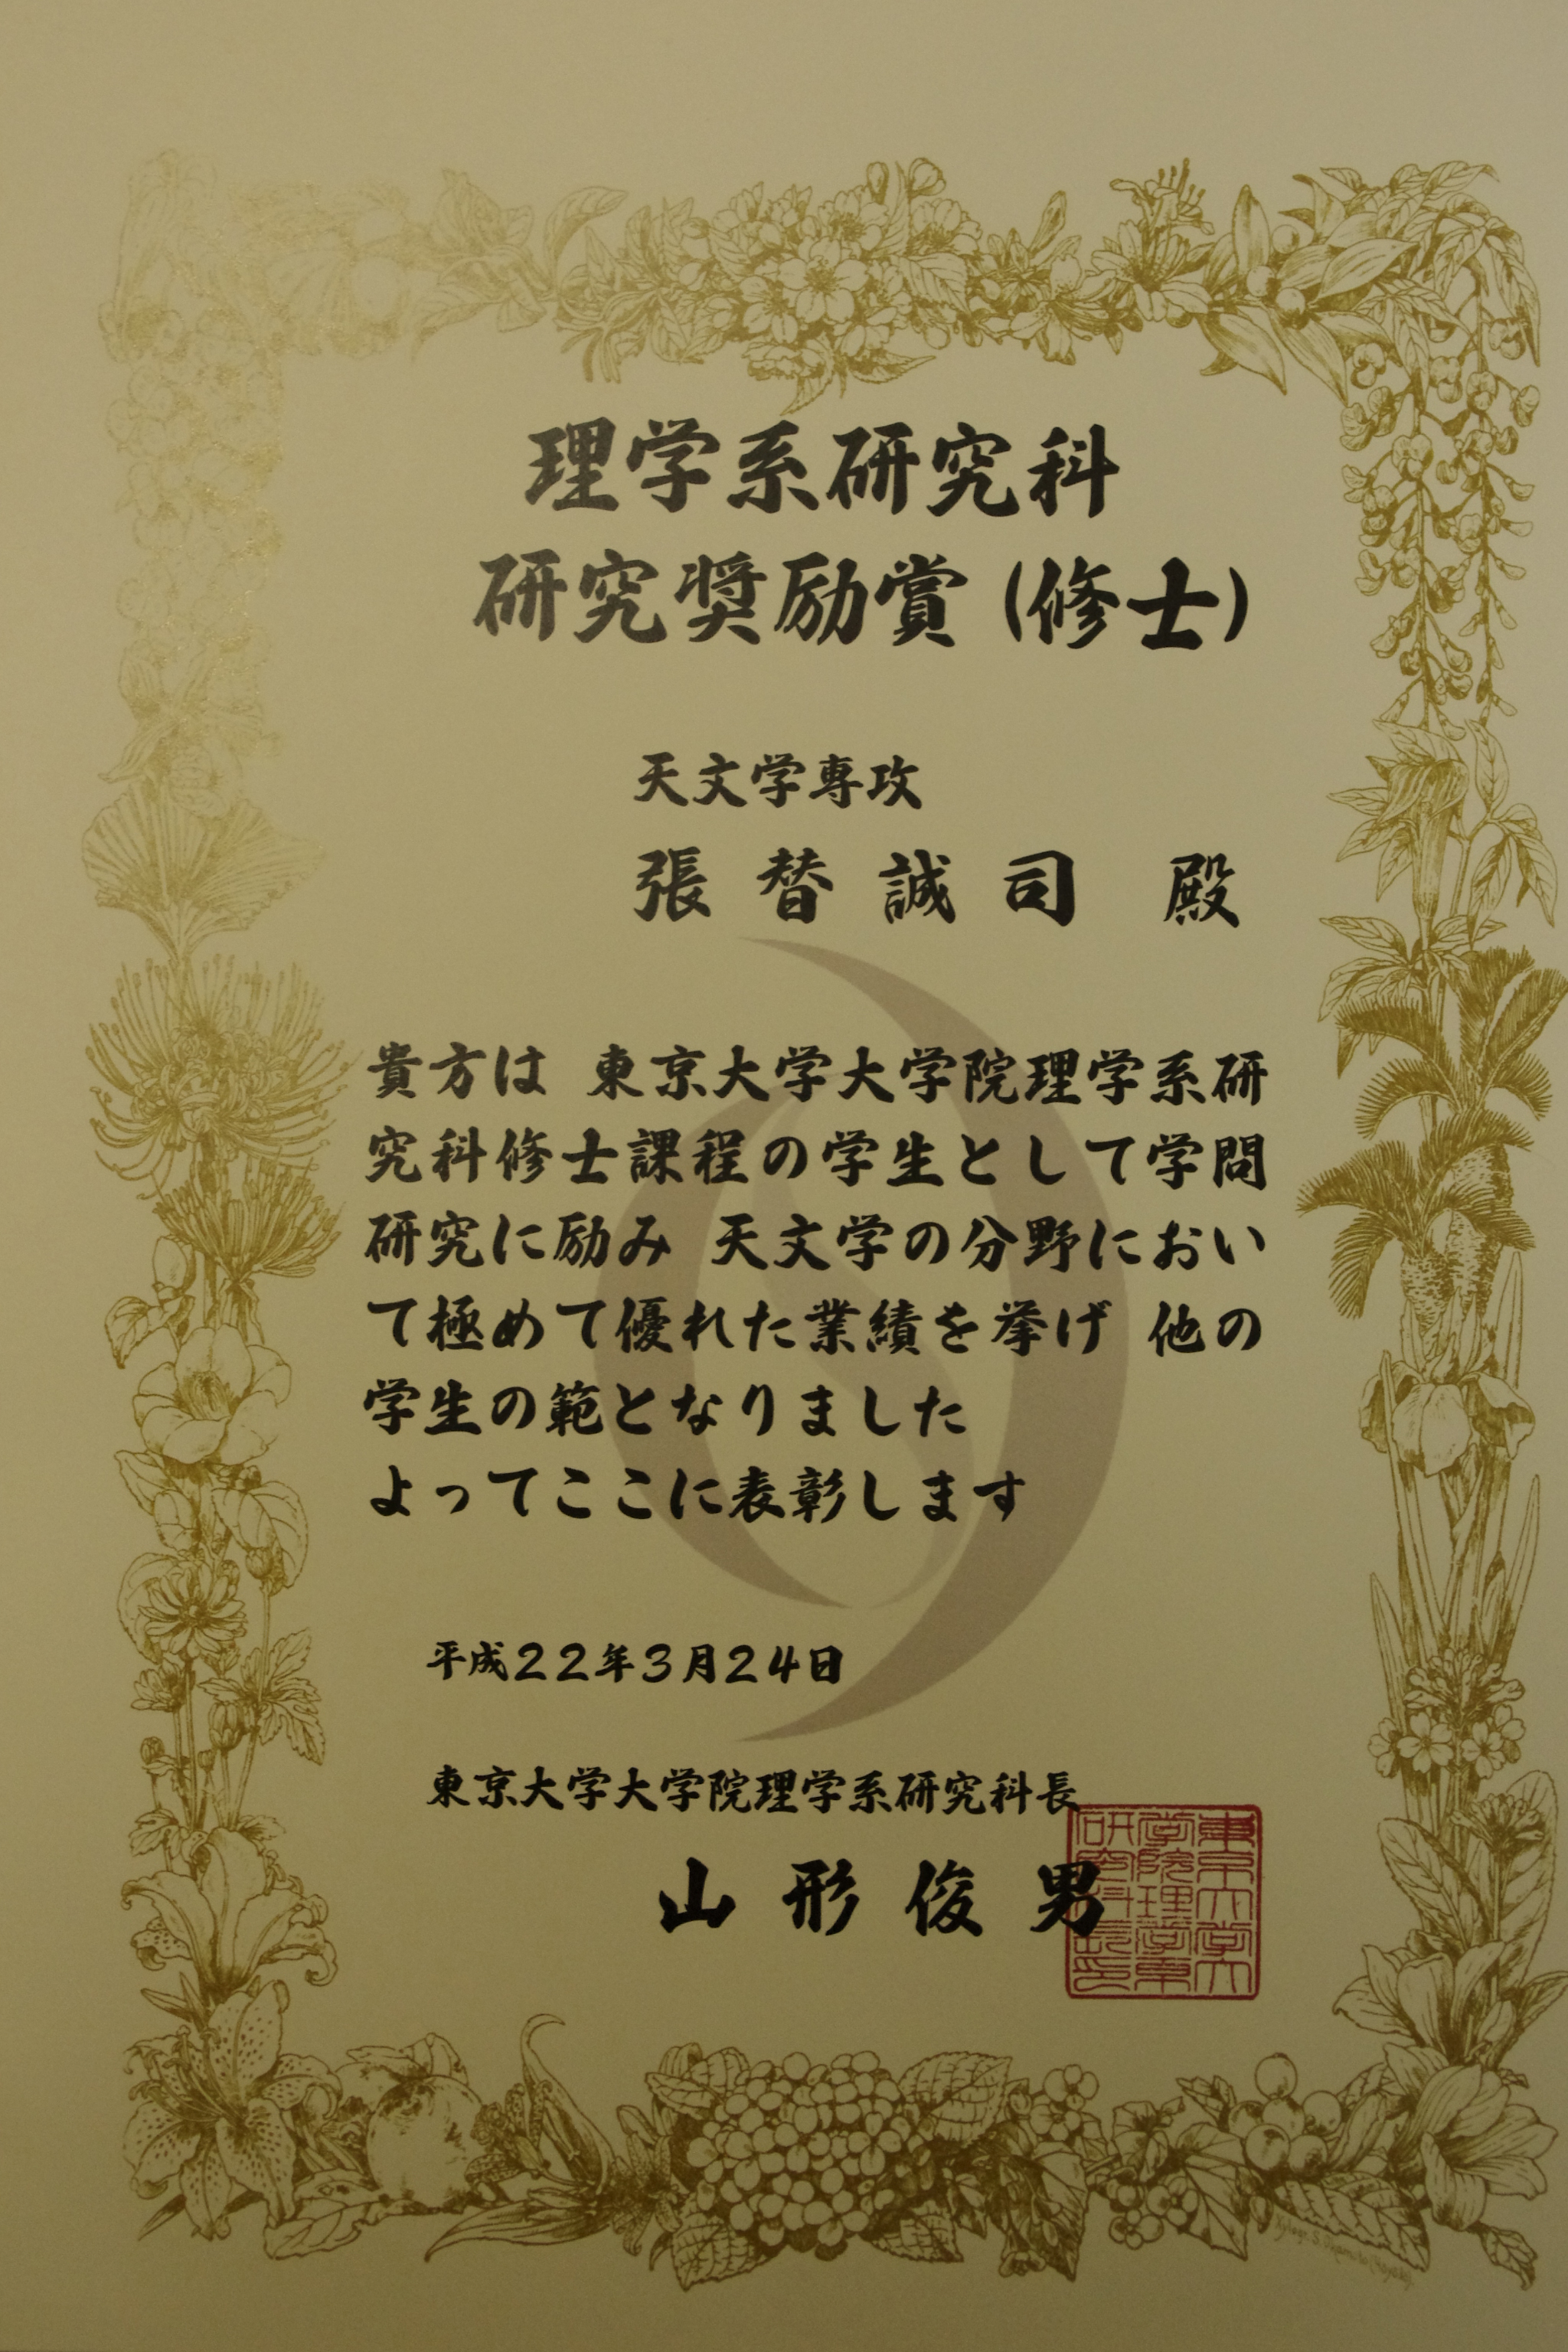 理学系研究科
研究奨励賞(修士)
天文学専攻
張替誠司 殿
貴方は 東京大学大学院理学系研
究科修士課程の学生として学問
研究に励み 天文学の分野におい
て極めて優れた業績を挙げ 他の
学生の範となりました
よってここに表彰します
平成22年3月24日
東京大学大学院理学系研究科長
山形俊男